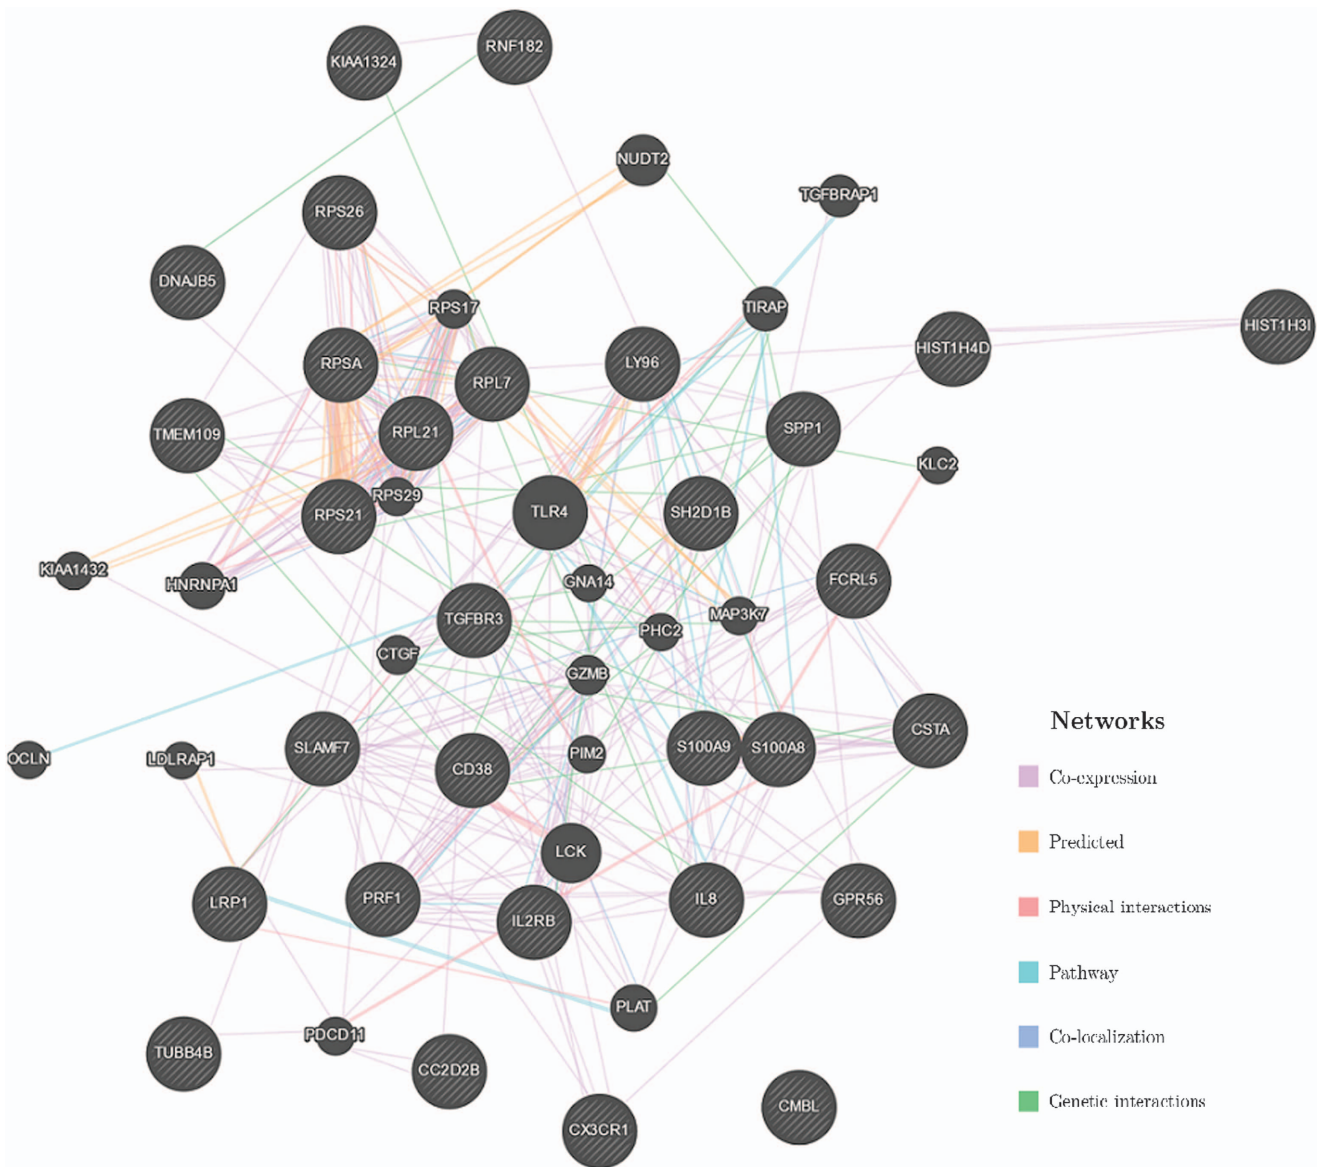 KIAA1324
RNF182
NUDT2
TGFBRAP1
RPS26
DNAJB5
RPS17
TIRAP
HIST1H3I
HIST1H4D
RPSA
LY96
RPL7
TMEM109
RPL21
SPP1
KLC2
RPS29
RPS21
TLR4
SH2D1B
KIAA1432
HNRNPA1
GNA14
FCRL5
TGFBR3
MAP3K7
PHC2
CTGF
GZMB
OCLN
LDLRAP1
SLAMF7
CD38
PIM2
S100A9
S100A8
CSTA
Networks
Co-expression
Predicted
Physical interactions
Pathway
Co-localization
Genetic interactions
LCK
LRP1
PRF1
IL2RB
IL8
GPR56
PLAT
TUBB4B
PDCD11
CC2D2B
CX3CR1
CMBL